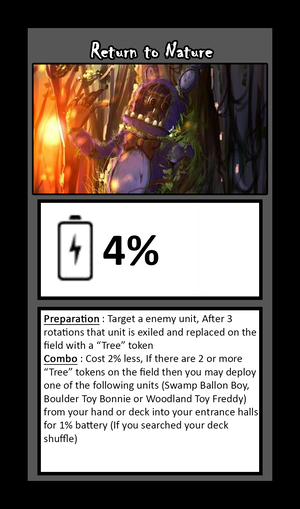 Return to Nature
4%
Preparation : Target a enemy unit, After 3
rotations that unit is exiled and replaced on the
field with a “Tree” token
Combo : Cost 2% less, If there are 2 or more
“Tree” tokens on the field then you may deploy
one of the following units (Swamp Ballon Boy,
Boulder Toy Bonnie or Woodland Toy Freddy)
from your hand or deck into your entrance halls
for 1% battery (If you searched your deck
shuffle)